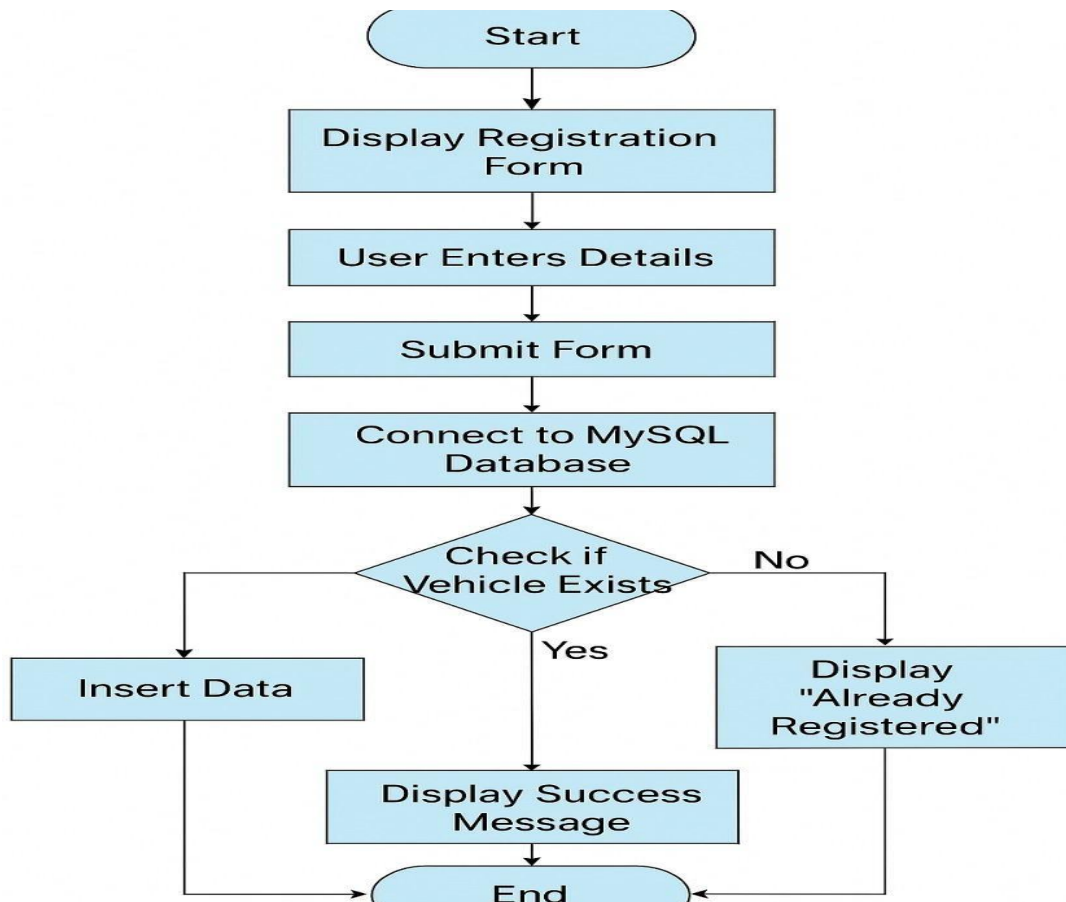 Start
Display Registration
Form
User Enters Details
Submit Form
Connect to MySQL
Database
Check if
Vehicle Exists
No
Yes
Insert Data
Display
"Already
Registered"
Display Success
Message
End